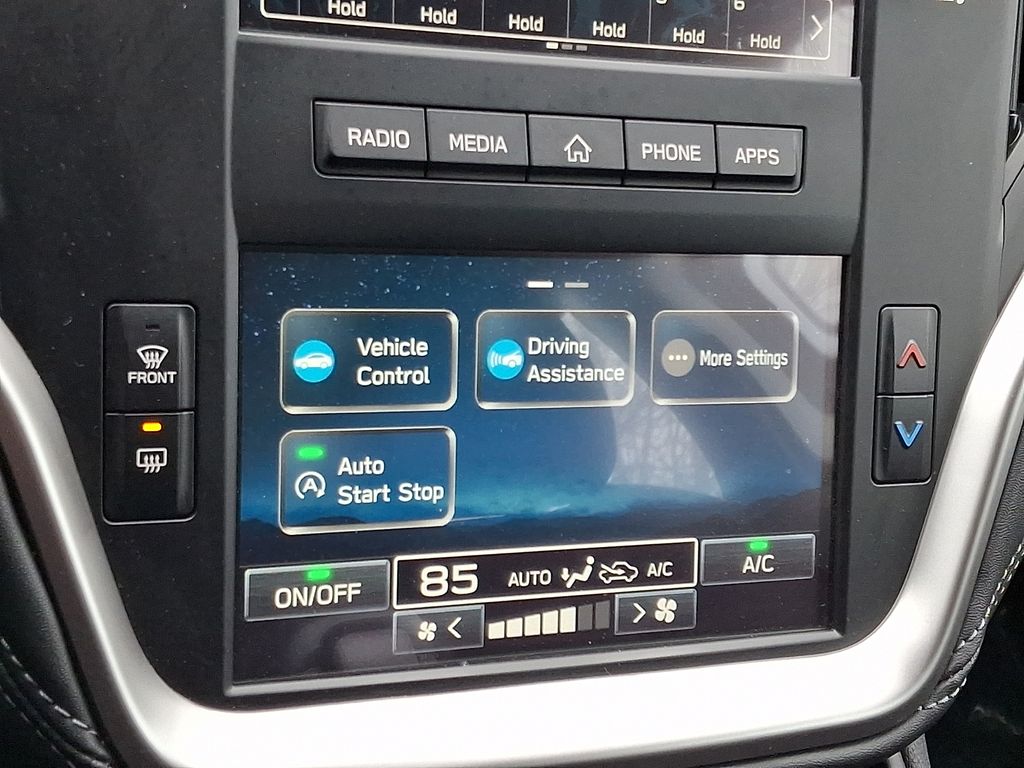 Hold Hold Hold Hold Hold Hold
6
RADIO MEDIA PHONE APPS
Vehicle
Control
Driving
Assistance
More Settings
FRONT
A
Auto
Start Stop
ON/OFF
85 AUTO A/C
A/C